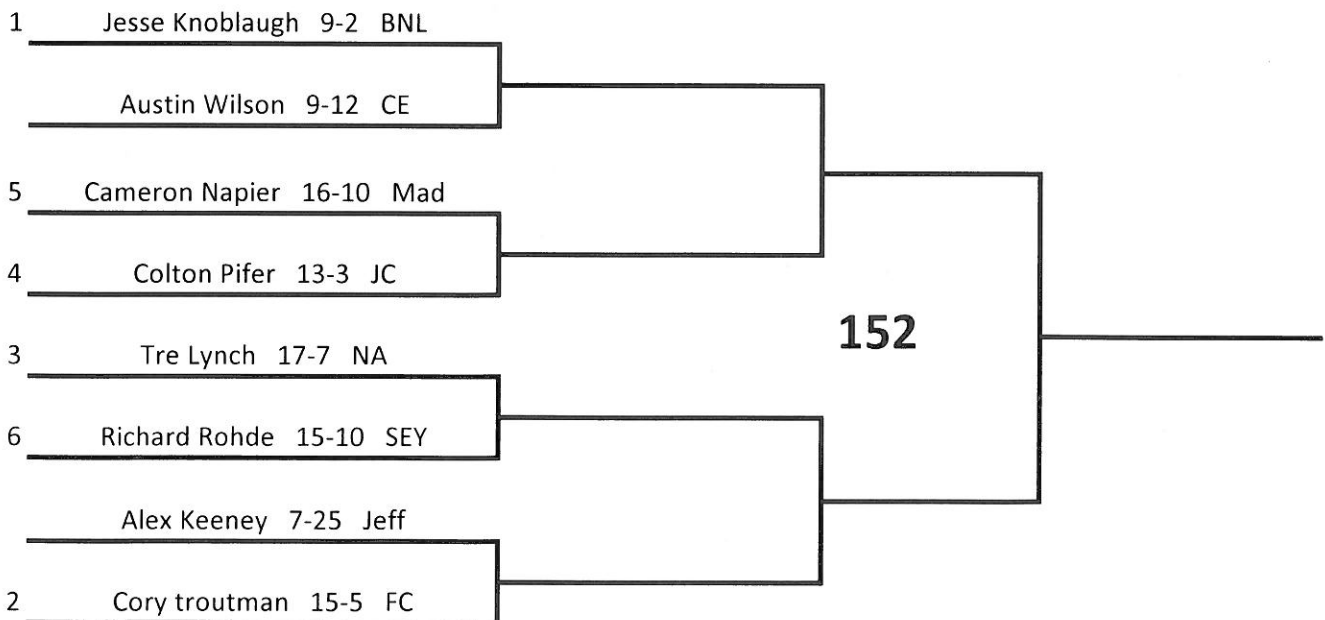 1 Jesse Knoblaugh 9-2 BNL
Austin Wilson 9-12 CE
5 Cameron Napier 16-10 Mad
4 Colton Pifer 13-3 JC
152
3 Tre Lynch 17-7 NA
6 Richard Rohde 15-10 SEY
Alex Keeney 7-25 Jeff
2 Cory troutman 15-5 FC